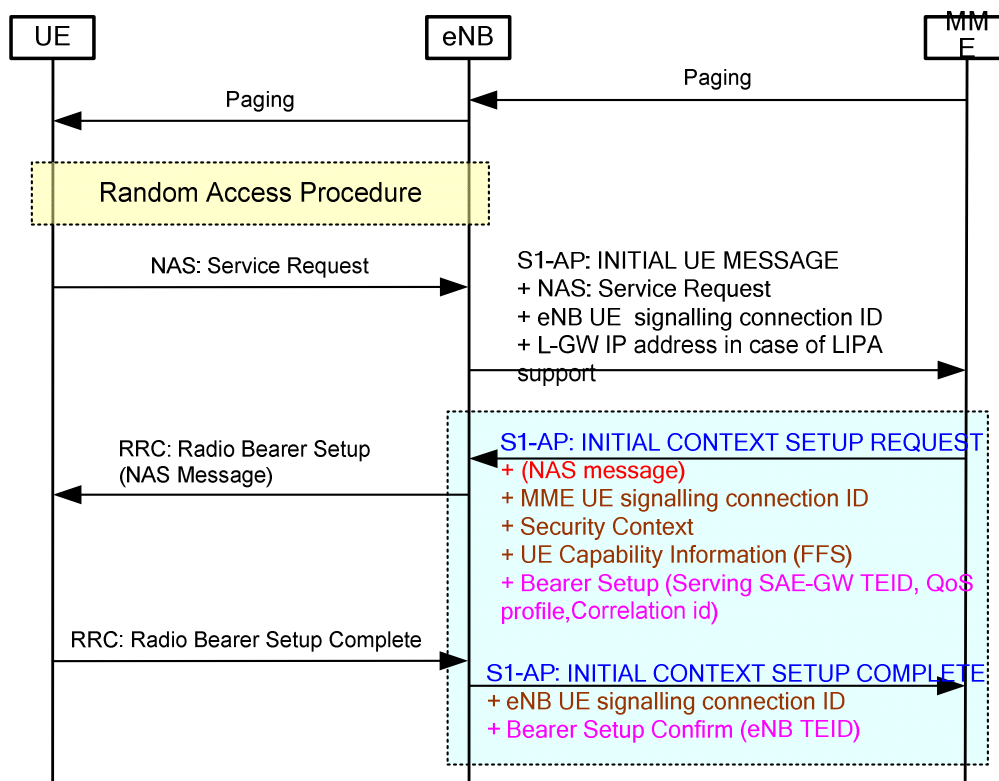 UE
eNB
MM
E
Paging
Paging
Random Access Procedure
NAS: Service Request
S1-AP: INITIAL UE MESSAGE
+ NAS: Service Request
+ eNB UE  signalling connection ID
+ L-GW IP address in case of LIPA
support
RRC: Radio Bearer Setup
(NAS Message)
S1-AP: INITIAL CONTEXT SETUP REQUEST
+ (NAS message)
+ MME UE signalling connection ID
+ Security Context
+ UE Capability Information (FFS)
+ Bearer Setup (Serving SAE-GW TEID, QoS
profile,Correlation id)
RRC: Radio Bearer Setup Complete
S1-AP: INITIAL CONTEXT SETUP COMPLETE
+ eNB UE signalling connection ID
+ Bearer Setup Confirm (eNB TEID)